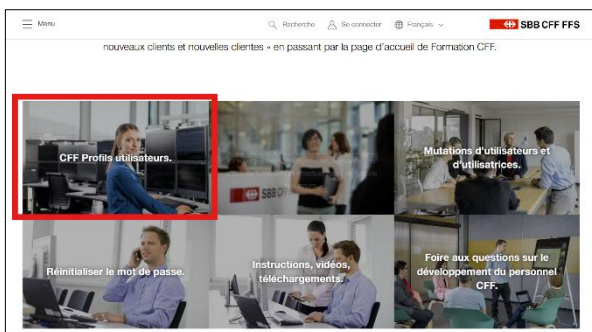 Menu
Recherche
Se connecter
Français
SBB CFF FFS
nouveaux clients et nouvelles clientes » en passant par la page d'accueil de Formation CFF.
CFF Profils utilisateurs.
Mutations d'utilisateurs et
d'utilisatrices.
SBB CFF
Réinitialiser le mot de passe.
Instructions, vidéos,
téléchargements.
Foire aux questions sur le
développement du personnel
CFF.